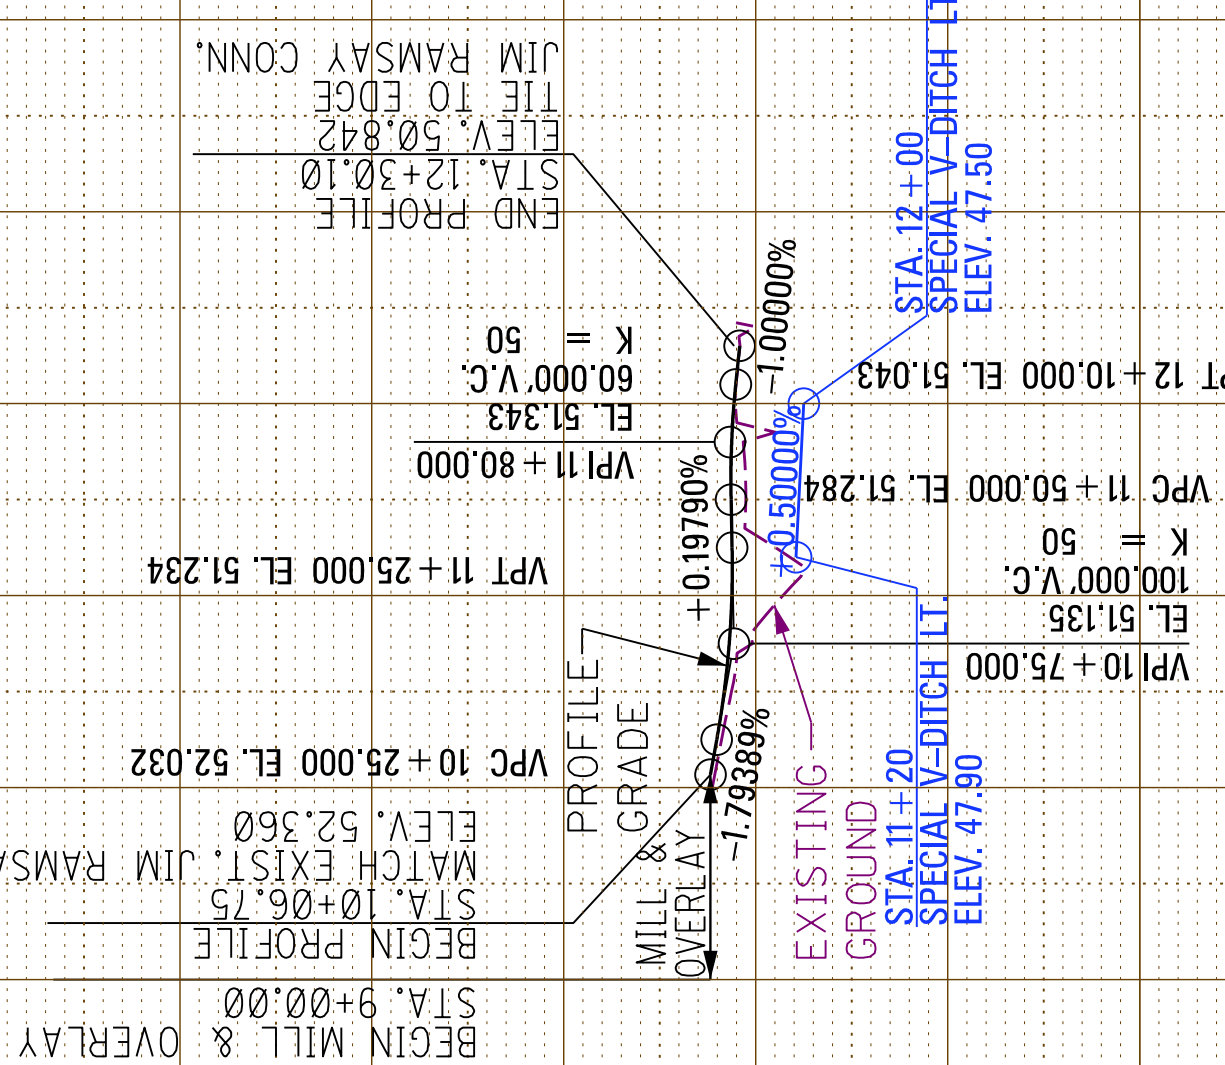 JIM RAMSAY CONN.
TIE TO EDGE
ELEV. 50.842
STA. 12+30.10
END PROFILE
K = 50
60.000' V.C.
EL. 51.343
VPI 11+80.000
VPT 11+25.000 EL. 51.234
VPC 10+25.000 EL. 52.032
BEGIN PROFILE
STA. 10+06.75
MATCH EXIST. JIM RAMSA
ELEV. 52.360
BEGIN MILL & OVERLAY
STA. 9+00.00
PROFILE
GRADE
MILL &
OVERLAY
-1.79389%
+0.19790%
-1.00000%
+0.50000%
EXISTING
GROUND
STA. 11+20
SPECIAL V-DITCH LT.
ELEV. 47.90
STA. 12+00
SPECIAL V-DITCH LT
ELEV. 47.50
PT 12+10.000 EL. 51.043
VPC 11+50.000 EL. 51.284
VPI 10+75.000
EL. 51.135
100.000' V.C.
K = 50